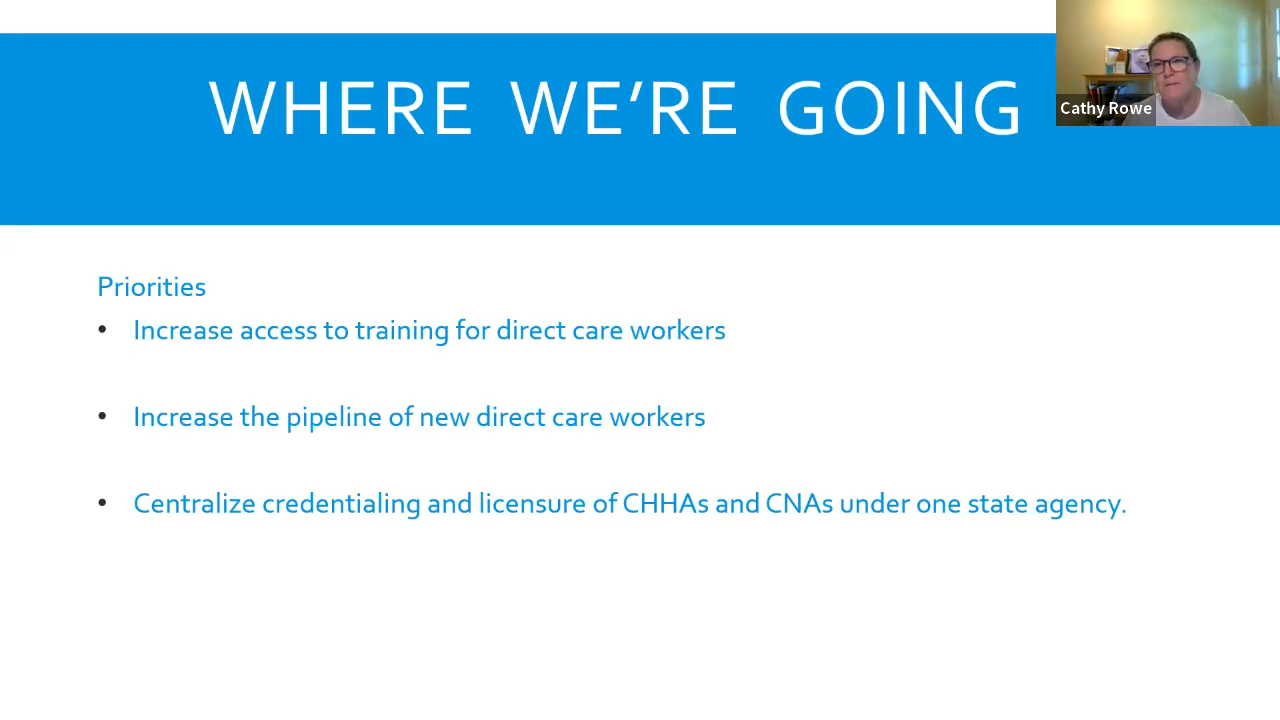 WHERE WE’RE GOING
Cathy Rowe
Priorities
• Increase access to training for direct care workers
• Increase the pipeline of new direct care workers
• Centralize credentialing and licensure of CHHAs and CNAs under one state agency.